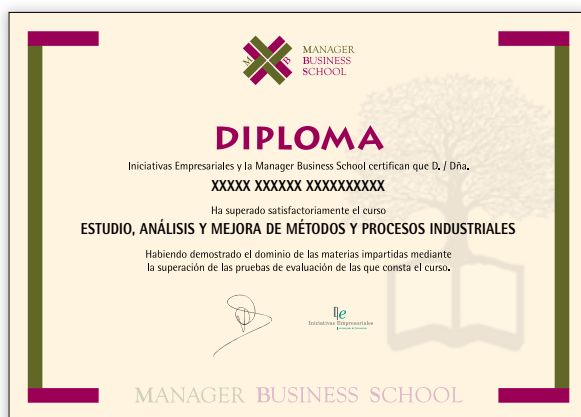 M B
MANAGER
BUSINESS
SCHOOL
DIPLOMA
Iniciativas Empresariales y la Manager Business School certifican que D. / Dña.
XXXXX XXXXXX XXXXXXXXXX
Ha superado satisfactoriamente el curso
ESTUDIO, ANÁLISIS Y MEJORA DE MÉTODOS Y PROCESOS INDUSTRIALES
Habiendo demostrado el dominio de las materias impartidas mediante
la superación de las pruebas de evaluación de las que consta el curso.
Ie
Iniciativas Empresariales
MANAGER BUSINESS SCHOOL